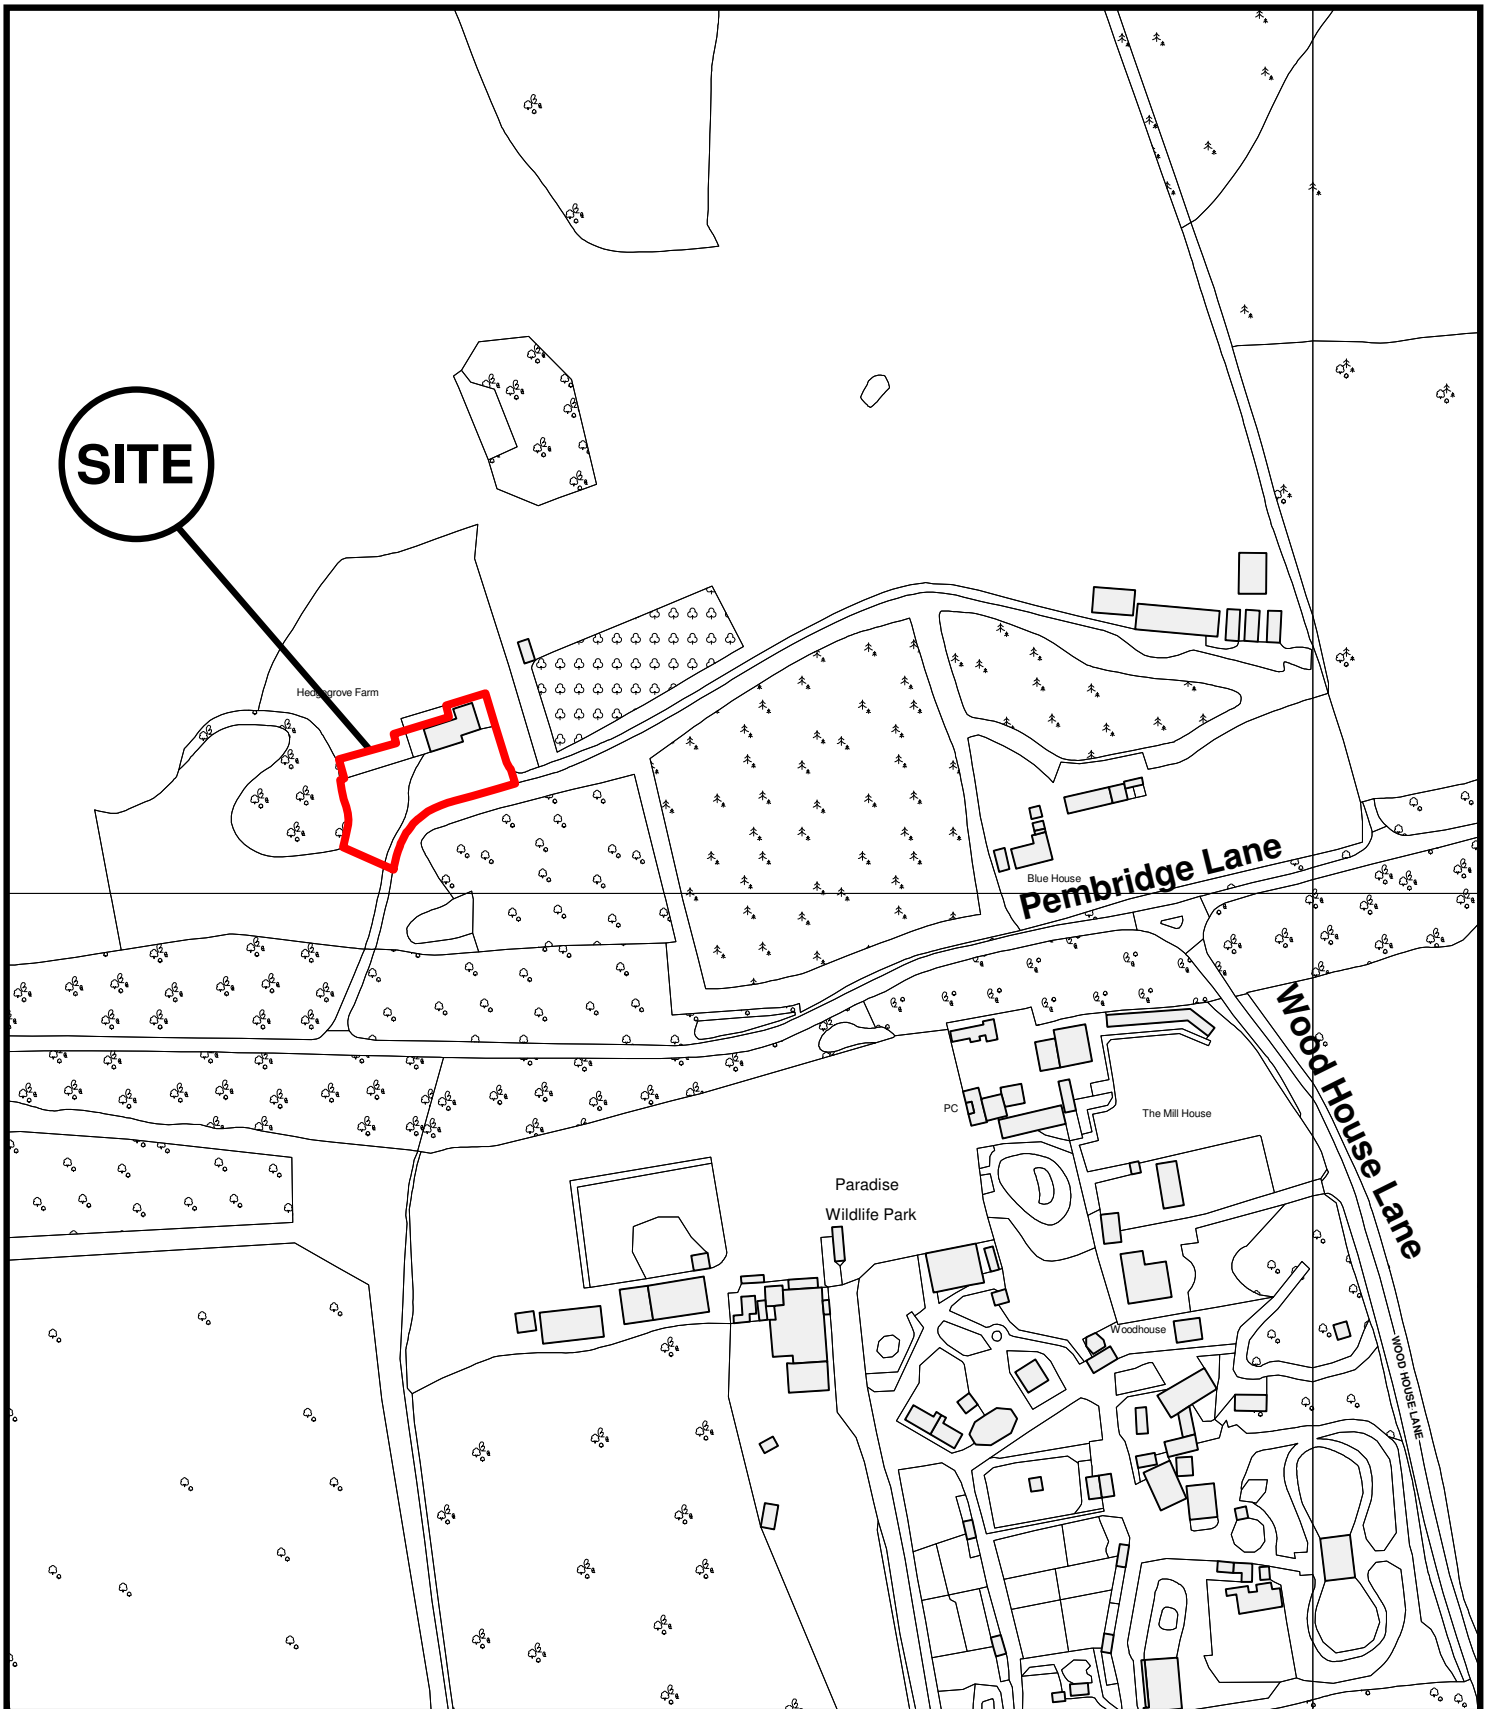 SITE
Hedgegrove Farm
Blue House
Pembridge Lane
Wood House Lane
PC
The Mill House
Paradise
Wildlife Park
Woodhouse
WOOD HOUSE LANE